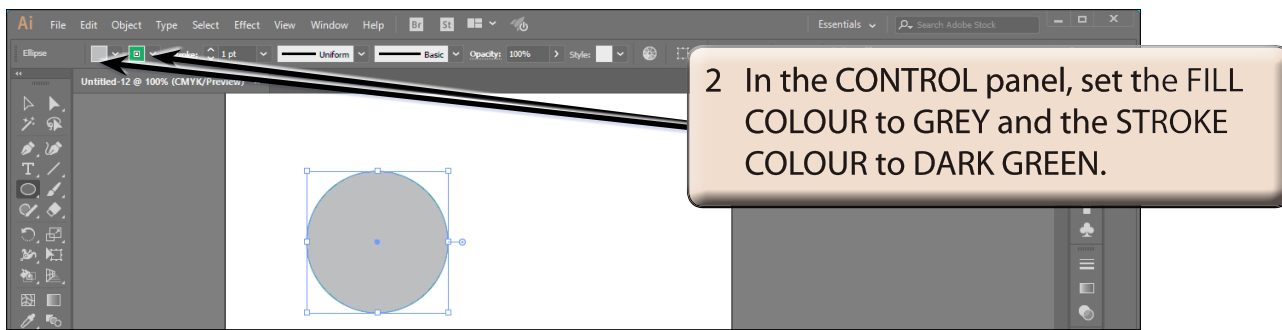 Ai File Edit Object Type Select Effect View Window Help Br St Essentials Search Adobe Stock
Ellipse Stroke: 1 pt Uniform Basic Opacity: 100% Style:
Untitled-12 @ 100% (CMYK/Preview)
2 In the CONTROL panel, set the FILL
COLOUR to GREY and the STROKE
COLOUR to DARK GREEN.